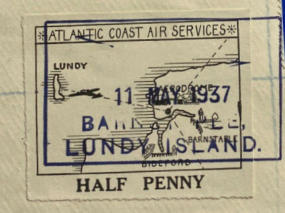 *ATLANTIC COAST AIR SERVICES*
LUNDY
11 MAY 1937
BARNSTAPLE
LUNDY ISLAND.
BIDEFORD
HALF PENNY